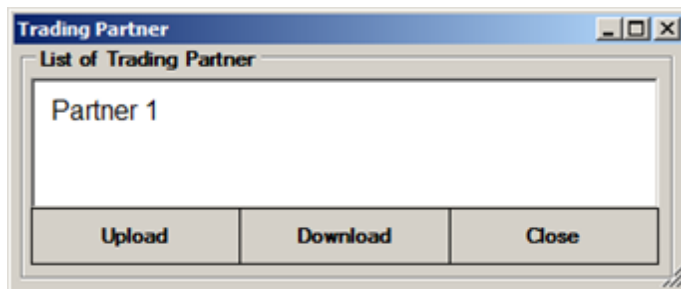 Trading Partner
List of Trading Partner
Partner 1
Upload Download Close